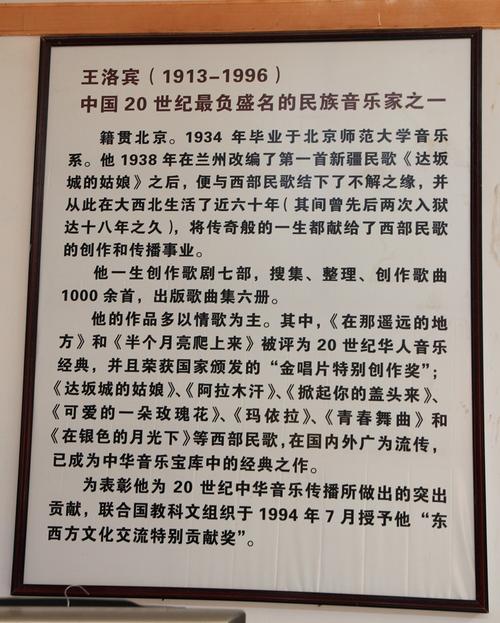 王洛宾（1913-1996）
中国20世纪最负盛名的民族音乐家之一
籍贯北京。1934年毕业于北京师范大学音乐
系。他1938年在兰州改编了第一首新疆民歌《达坂
城的姑娘》之后，便与西部民歌结下了不解之缘，并
从此在大西北生活了近六十年（其间曾先后两次入狱
达十八年之久），将传奇般的一生都献给了西部民歌
的创作和传播事业。
他一生创作歌剧七部，搜集、整理、创作歌曲
1000余首，出版歌曲集六册。
他的作品多以情歌为主。其中，《在那遥远的地
方》和《半个月亮爬上来》被评为20世纪华人音乐
经典，并且荣获国家颁发的“金唱片特别创作奖”；
《达坂城的姑娘》、《阿拉木汗》、《掀起你的盖头来》、
《可爱的一朵玫瑰花》、《玛依拉》、《青春舞曲》和
《在银色的月光下》等西部民歌，在国内外广为流传，
已成为中华音乐宝库中的经典之作。
为表彰他为20世纪中华音乐传播所做出的突出
贡献，联合国教科文组织于1994年7月授予他“东
西方文化交流特别贡献奖”。